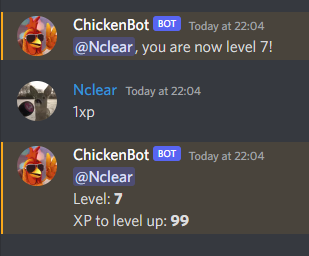 ChickenBot BOT Today at 22:04
@Nclear, you are now level 7!
Nclear Today at 22:04
1xp
ChickenBot BOT Today at 22:04
@Nclear
Level: 7
XP to level up: 99